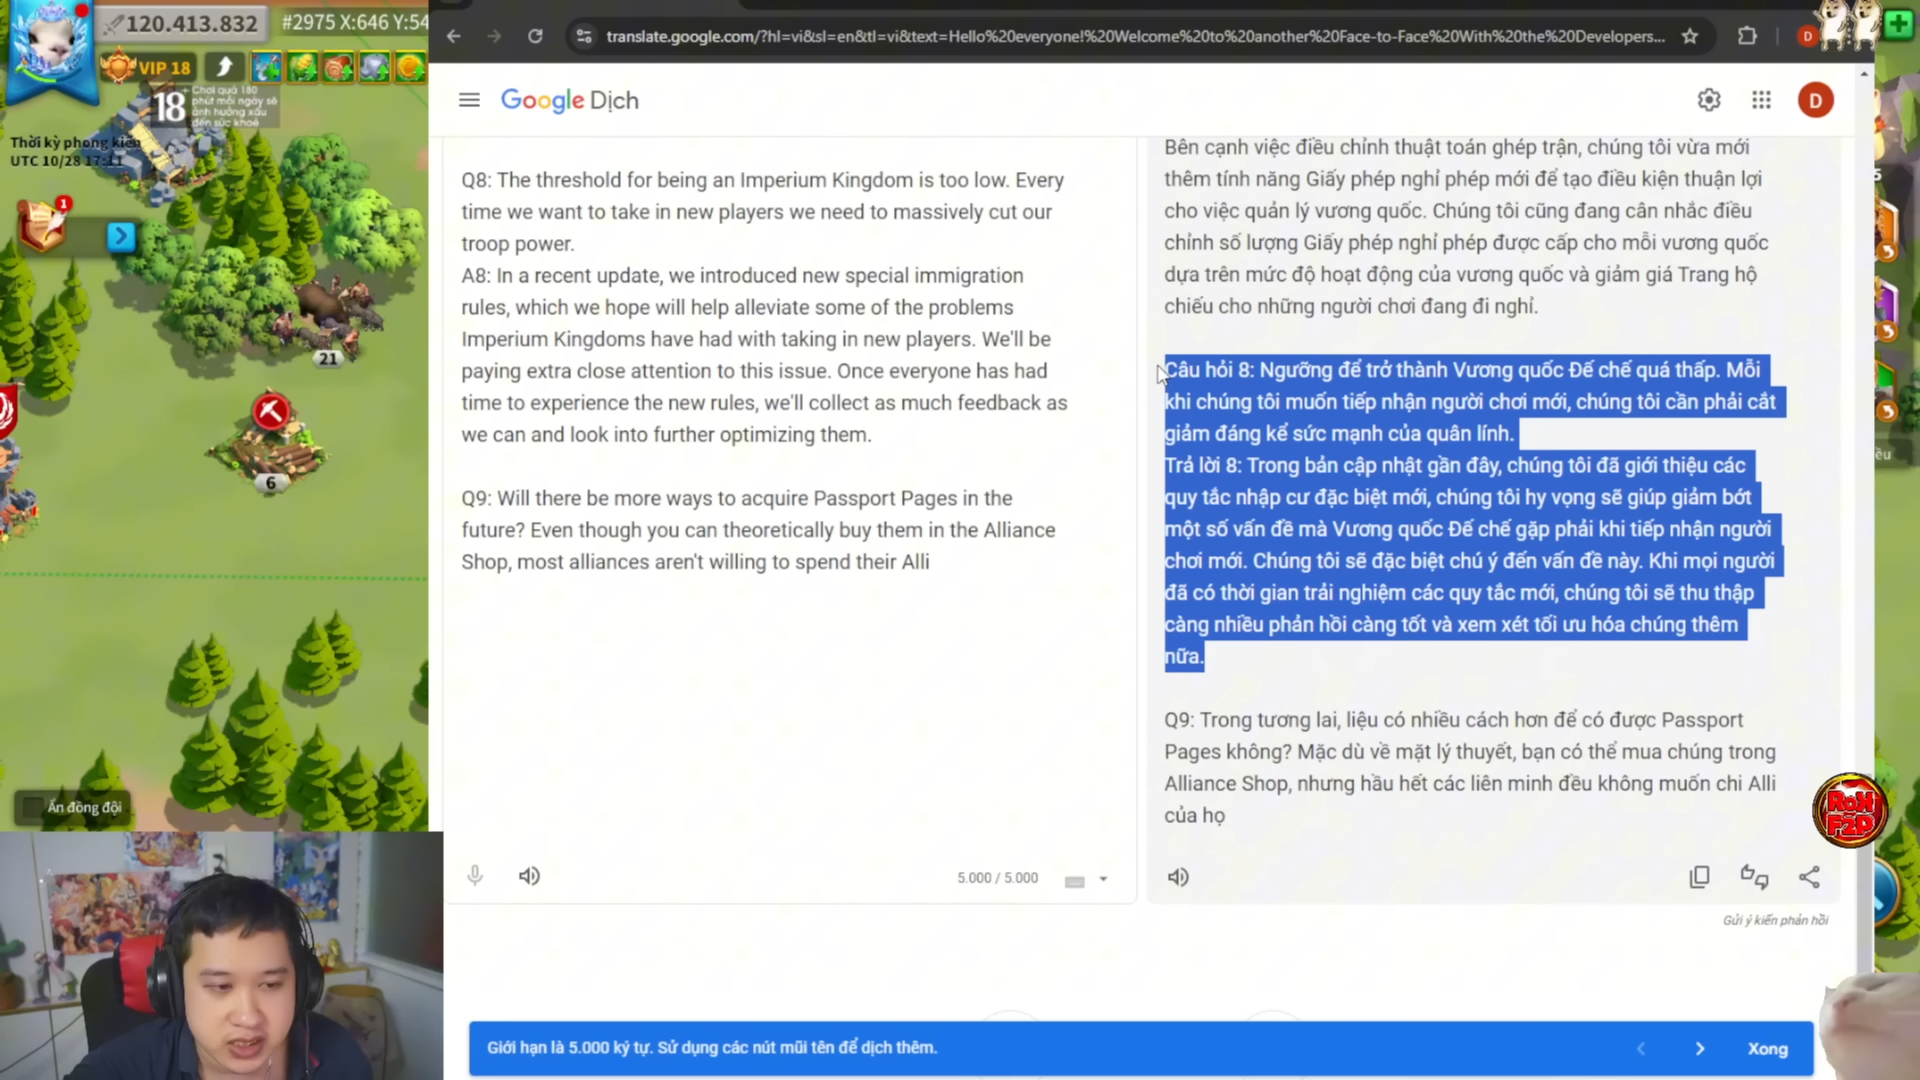 120.413.832
#2975 X:646 Y:54
VIP 18
18
+
Chơi quá 180
phút mỗi ngày sẽ
ảnh hưởng xấu
đến sức khoẻ
Thời kỳ phong kiến
UTC 10/28 17:11
1
21
6
Ẩn đồng đội
translate.google.com/?hl=vi&sl=en&tl=vi&text=Hello%20everyone!%20Welcome%20to%20another%20Face-to-Face%20With%20the%20Developers...
D
Google Dịch
D
Q8: The threshold for being an Imperium Kingdom is too low. Every
time we want to take in new players we need to massively cut our
troop power.
A8: In a recent update, we introduced new special immigration
rules, which we hope will help alleviate some of the problems
Imperium Kingdoms have had with taking in new players. We'll be
paying extra close attention to this issue. Once everyone has had
time to experience the new rules, we'll collect as much feedback as
we can and look into further optimizing them.
Q9: Will there be more ways to acquire Passport Pages in the
future? Even though you can theoretically buy them in the Alliance
Shop, most alliances aren't willing to spend their Alli
5.000 / 5.000
Bên cạnh việc điều chỉnh thuật toán ghép trận, chúng tôi vừa mới
thêm tính năng Giấy phép nghỉ phép mới để tạo điều kiện thuận lợi
cho việc quản lý vương quốc. Chúng tôi cũng đang cân nhắc điều
chỉnh số lượng Giấy phép nghỉ phép được cấp cho mỗi vương quốc
dựa trên mức độ hoạt động của vương quốc và giảm giá Trang hộ
chiếu cho những người chơi đang đi nghỉ.
Câu hỏi 8: Ngưỡng để trở thành Vương quốc Đế chế quá thấp. Mỗi
khi chúng tôi muốn tiếp nhận người chơi mới, chúng tôi cần phải cắt
giảm đáng kể sức mạnh của quân lính.
Trả lời 8: Trong bản cập nhật gần đây, chúng tôi đã giới thiệu các
quy tắc nhập cư đặc biệt mới, chúng tôi hy vọng sẽ giúp giảm bớt
một số vấn đề mà Vương quốc Đế chế gặp phải khi tiếp nhận người
chơi mới. Chúng tôi sẽ đặc biệt chú ý đến vấn đề này. Khi mọi người
đã có thời gian trải nghiệm các quy tắc mới, chúng tôi sẽ thu thập
càng nhiều phản hồi càng tốt và xem xét tối ưu hóa chúng thêm
nữa.
Q9: Trong tương lai, liệu có nhiều cách hơn để có được Passport
Pages không? Mặc dù về mặt lý thuyết, bạn có thể mua chúng trong
Alliance Shop, nhưng hầu hết các liên minh đều không muốn chi Alli
của họ
Gửi ý kiến phản hồi
Giới hạn là 5.000 ký tự. Sử dụng các nút mũi tên để dịch thêm.
Xong
5
5
5
5
ều
RoK
F2P